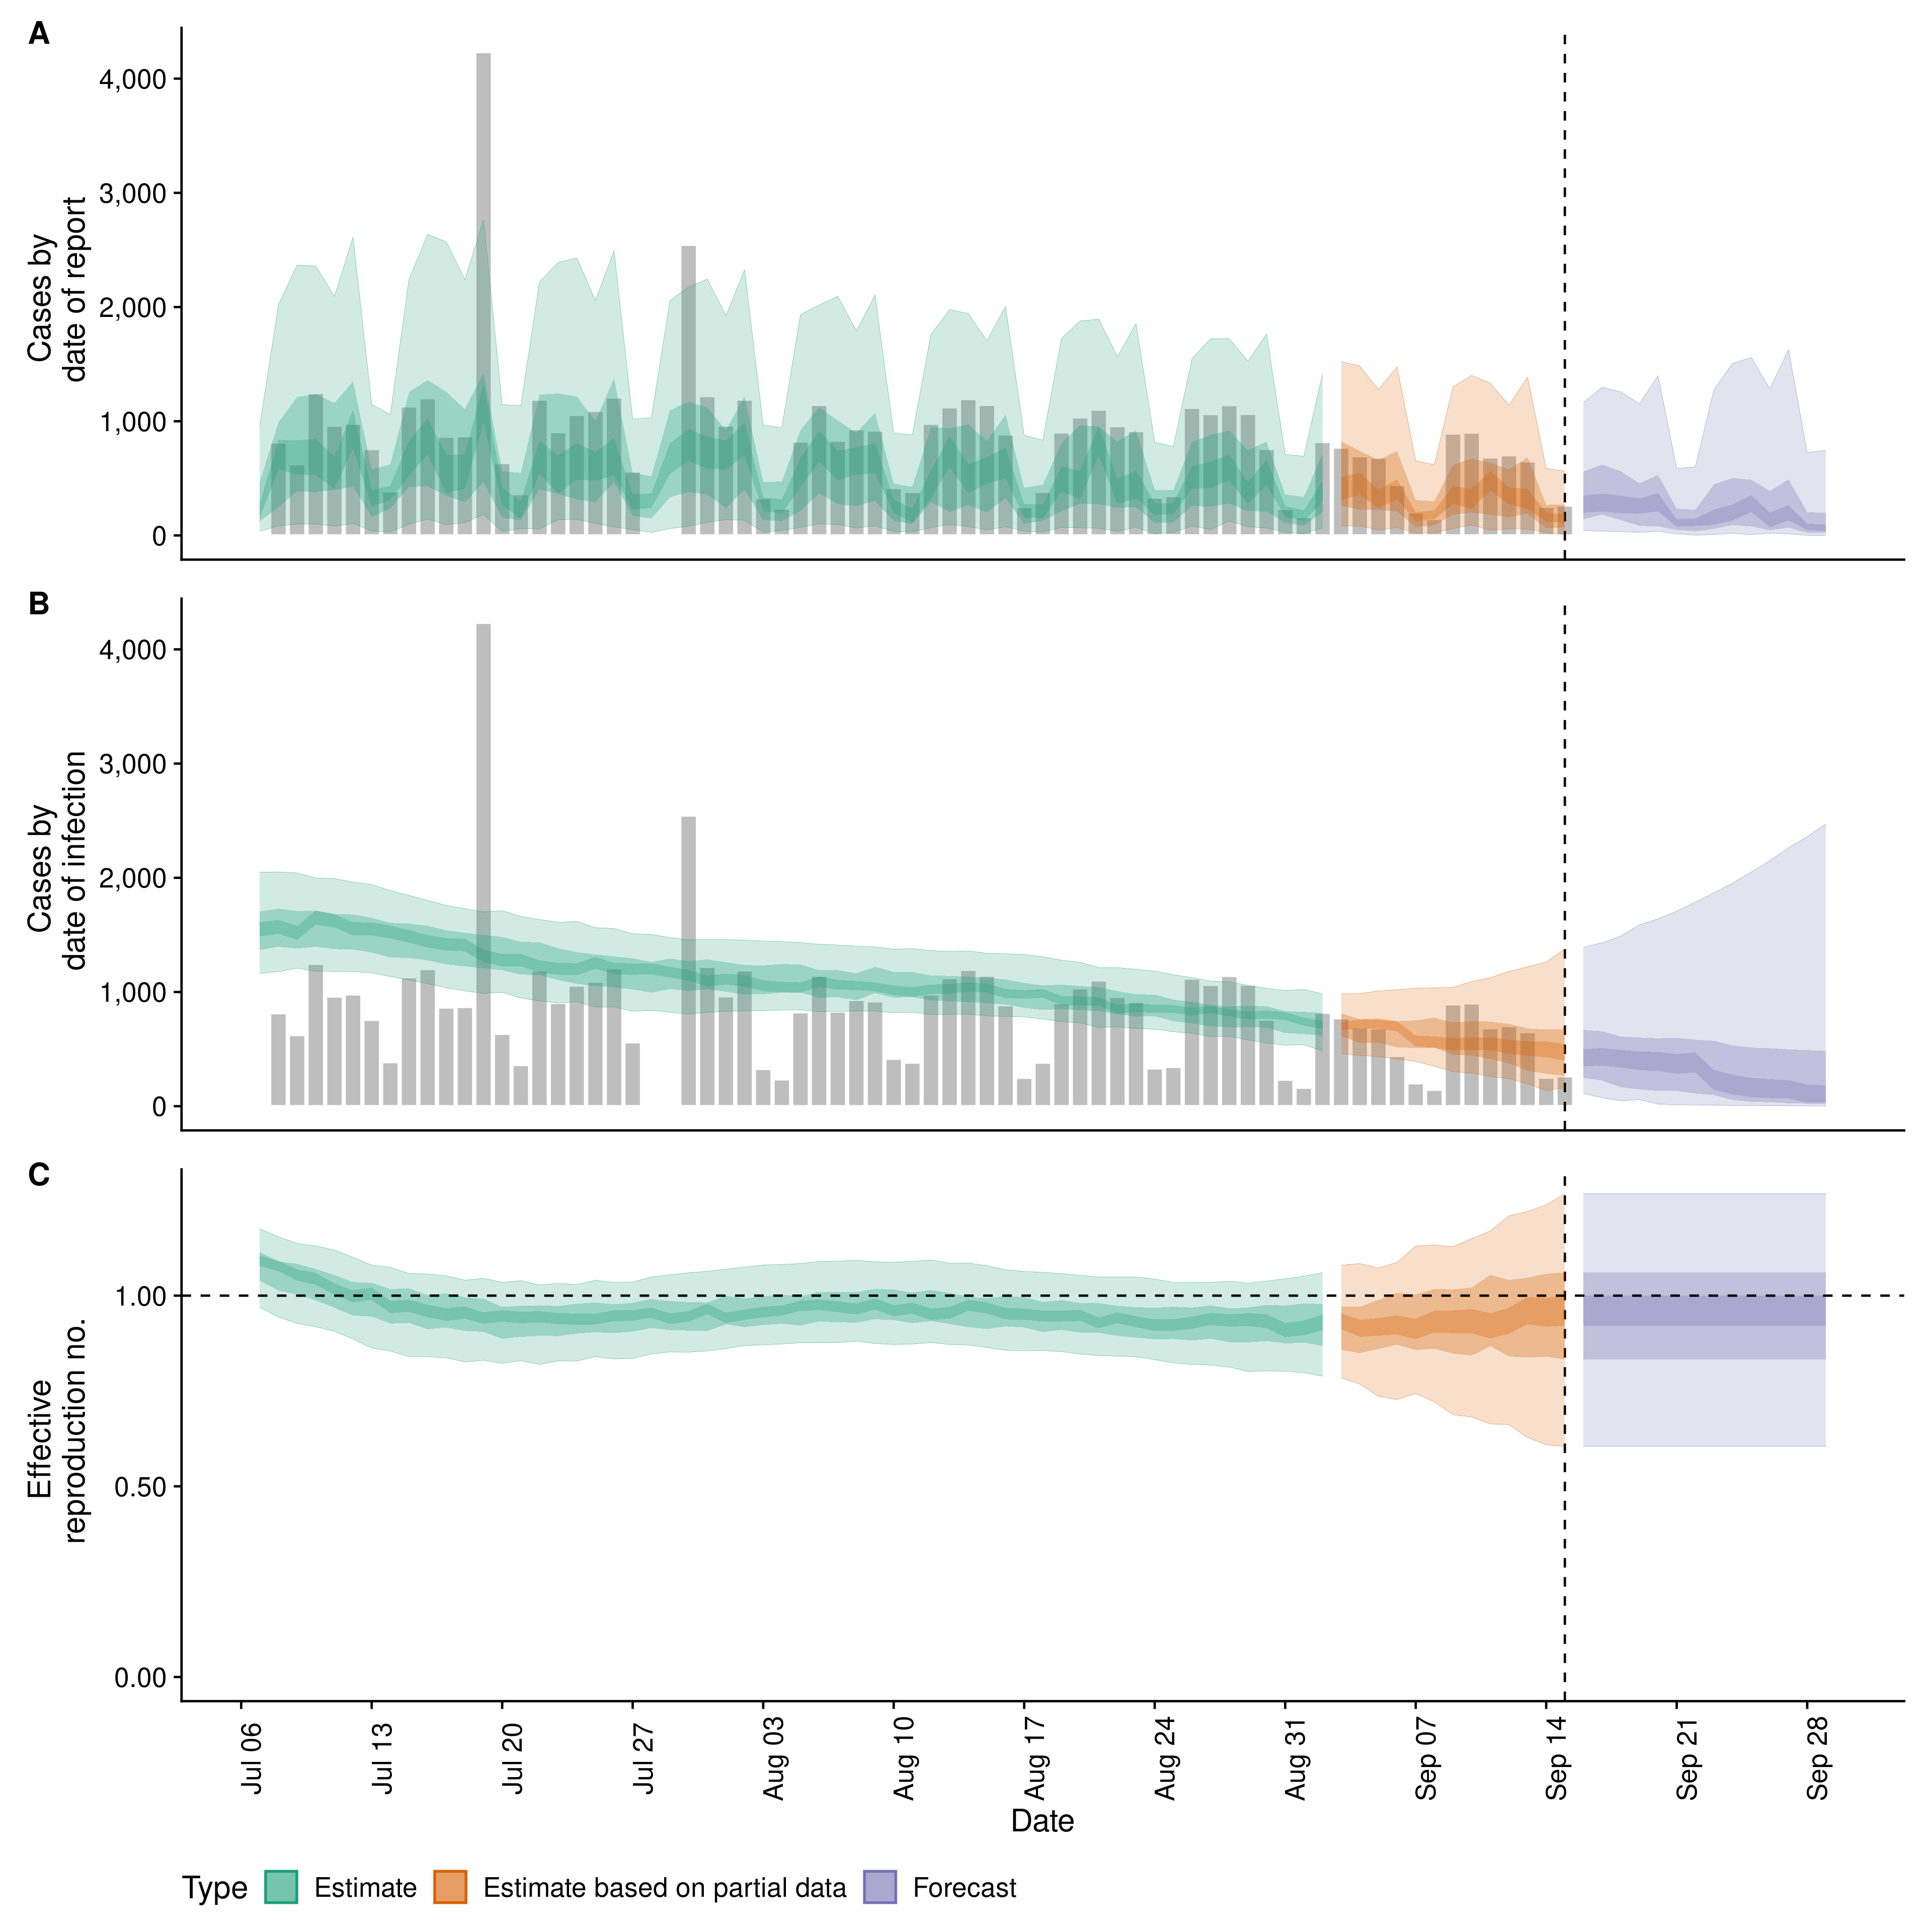 A
4,000
3,000
2,000
1,000
0
Cases by
date of report
B
4,000
3,000
2,000
1,000
0
Cases by
date of infection
C
1.00
0.50
0.00
Effective
reproduction no.
Jul 06
Jul 13
Jul 20
Jul 27
Aug 03
Aug 10
Aug 17
Aug 24
Aug 31
Sep 07
Sep 14
Sep 21
Sep 28
Date
Type Estimate Estimate based on partial data Forecast